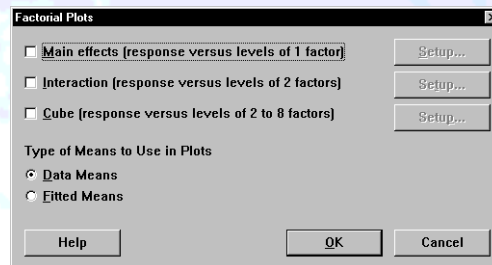 Factorial Plots
Main effects (response versus levels of 1 factor) Setup...
Interaction (response versus levels of 2 factors) Setup...
Cube (response versus levels of 2 to 8 factors) Setup...
Type of Means to Use in Plots
Data Means
Fitted Means
Help OK Cancel